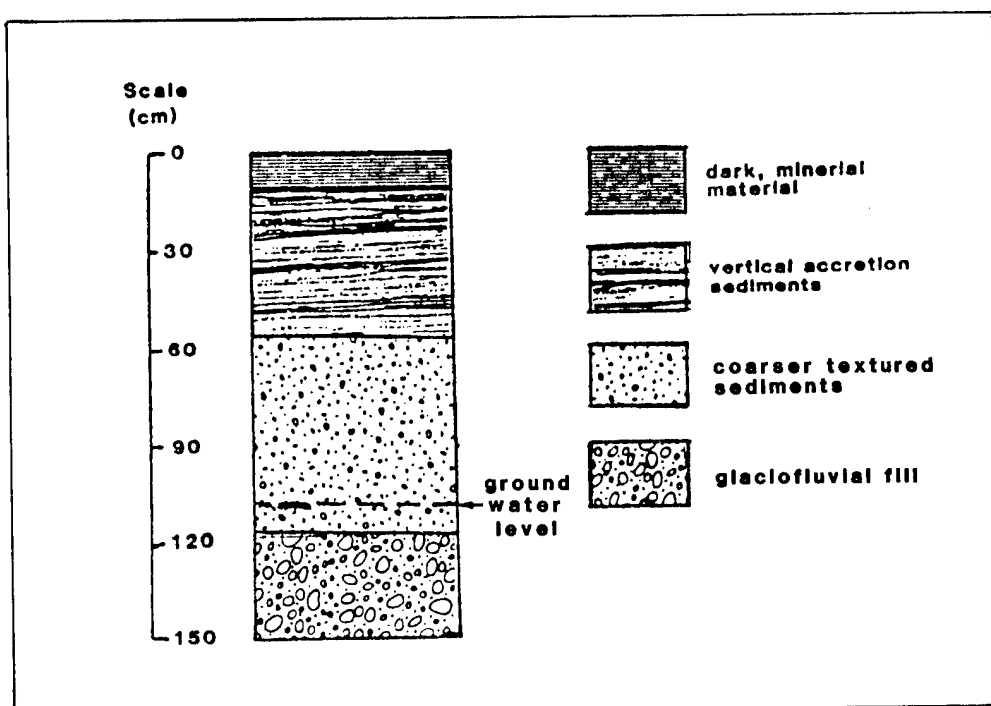 Scale
(cm)
0
30
60
90
120
150
ground
water
level
dark, minerial
material
vertical accretion
sediments
coarser textured
sediments
glaciofluvial fill